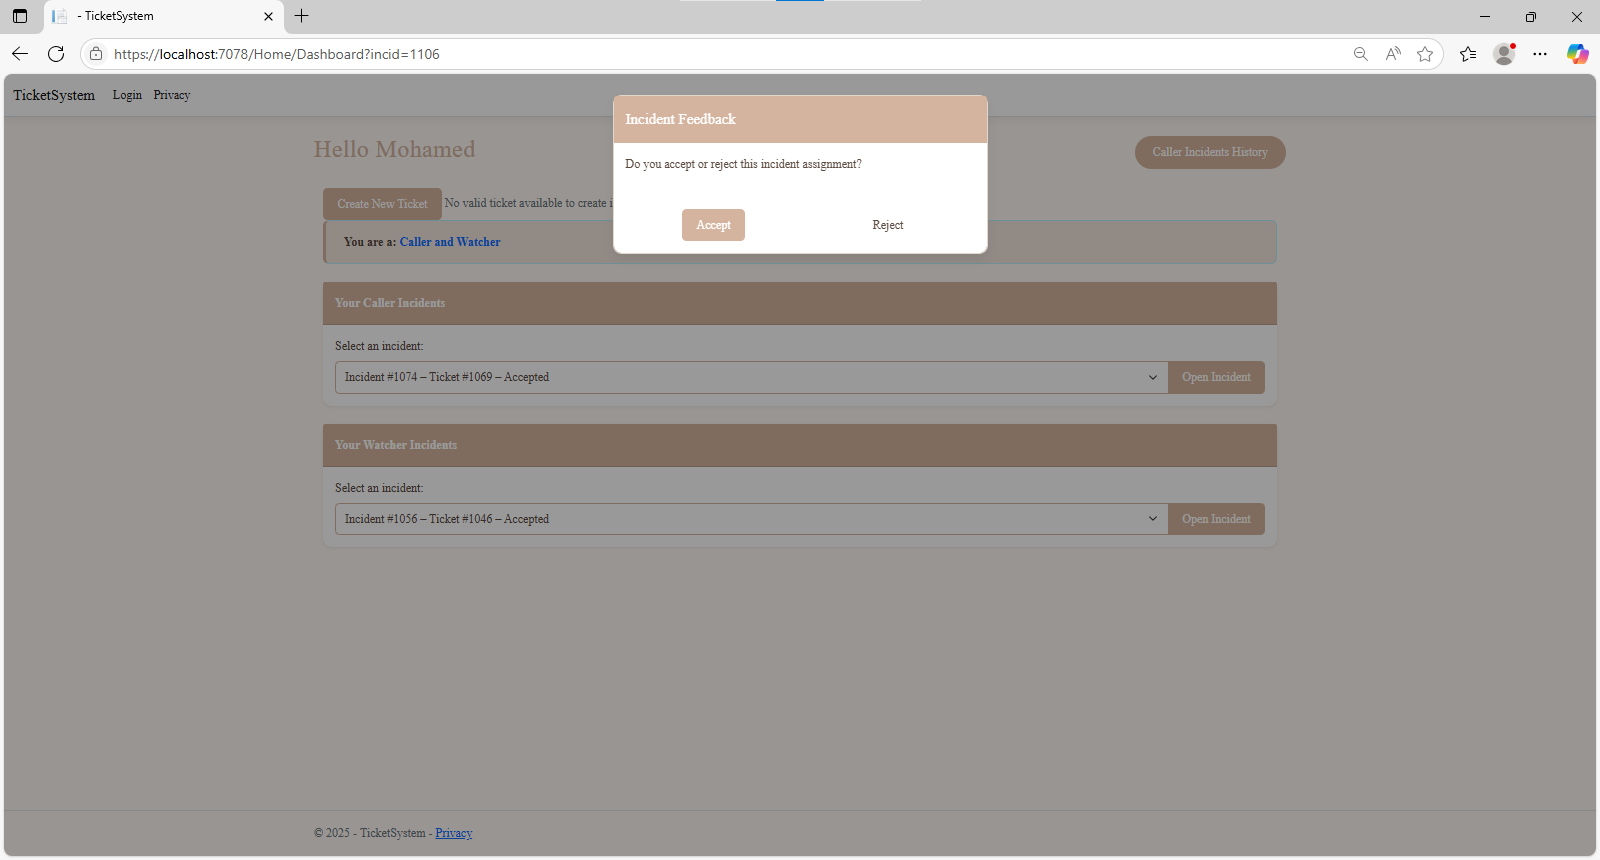 - TicketSystem
https://localhost:7078/Home/Dashboard?incid=1106
TicketSystem Login Privacy
Incident Feedback
Do you accept or reject this incident assignment?
Accept Reject
Hello Mohamed
Caller Incidents History
Create New Ticket No valid ticket available to create i
You are a: Caller and Watcher
Your Caller Incidents
Select an incident:
Incident #1074 – Ticket #1069 – Accepted Open Incident
Your Watcher Incidents
Select an incident:
Incident #1056 – Ticket #1046 – Accepted Open Incident
© 2025 - TicketSystem - Privacy